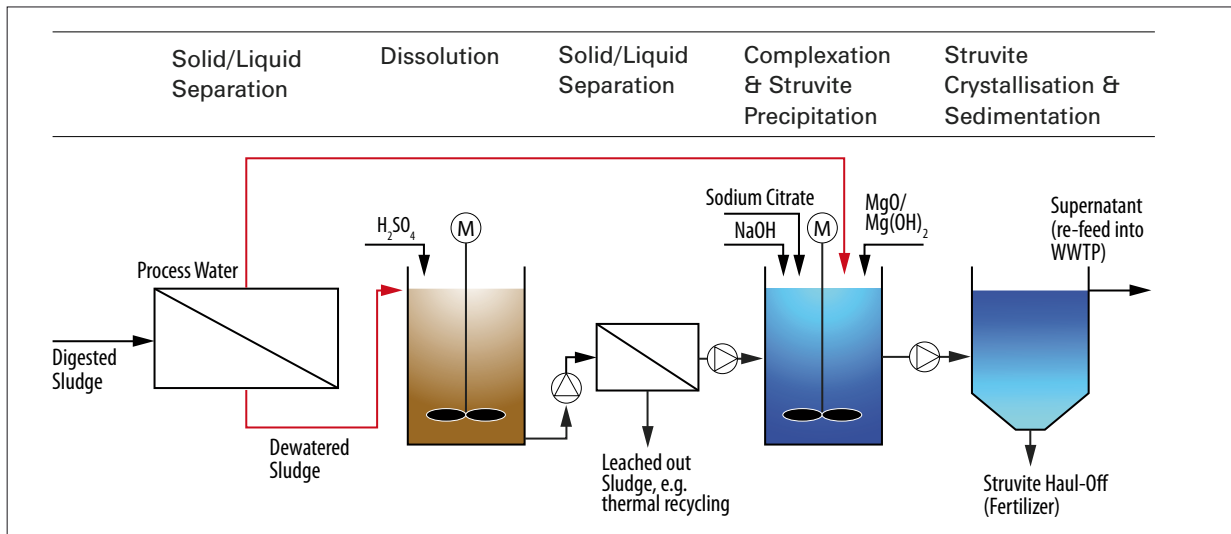 Solid/Liquid
Separation
Dissolution
Solid/Liquid
Separation
Complexation
& Struvite
Precipitation
Struvite
Crystallisation &
Sedimentation
Process Water
Digested
Sludge
Dewatered
Sludge
H₂SO₄
M
Leached out
Sludge, e.g.
thermal recycling
Sodium Citrate
NaOH
M
MgO/
Mg(OH)₂
Supernatant
(re-feed into
WWTP)
Struvite Haul-Off
(Fertilizer)